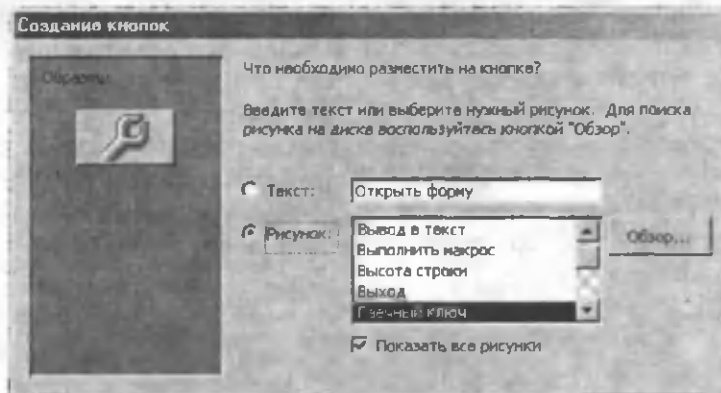 Создание кнопок
Образец:
Что необходимо разместить на кнопке?
Введите текст или выберите нужный рисунок. Для поиска
рисунка на диске воспользуйтесь кнопкой "Обзор".
Текст:
Открыть форму
Рисунок:
Вывод в текст
Выполнить макрос
Высота строки
Выход
Гаечный ключ
Обзор...
Показать все рисунки